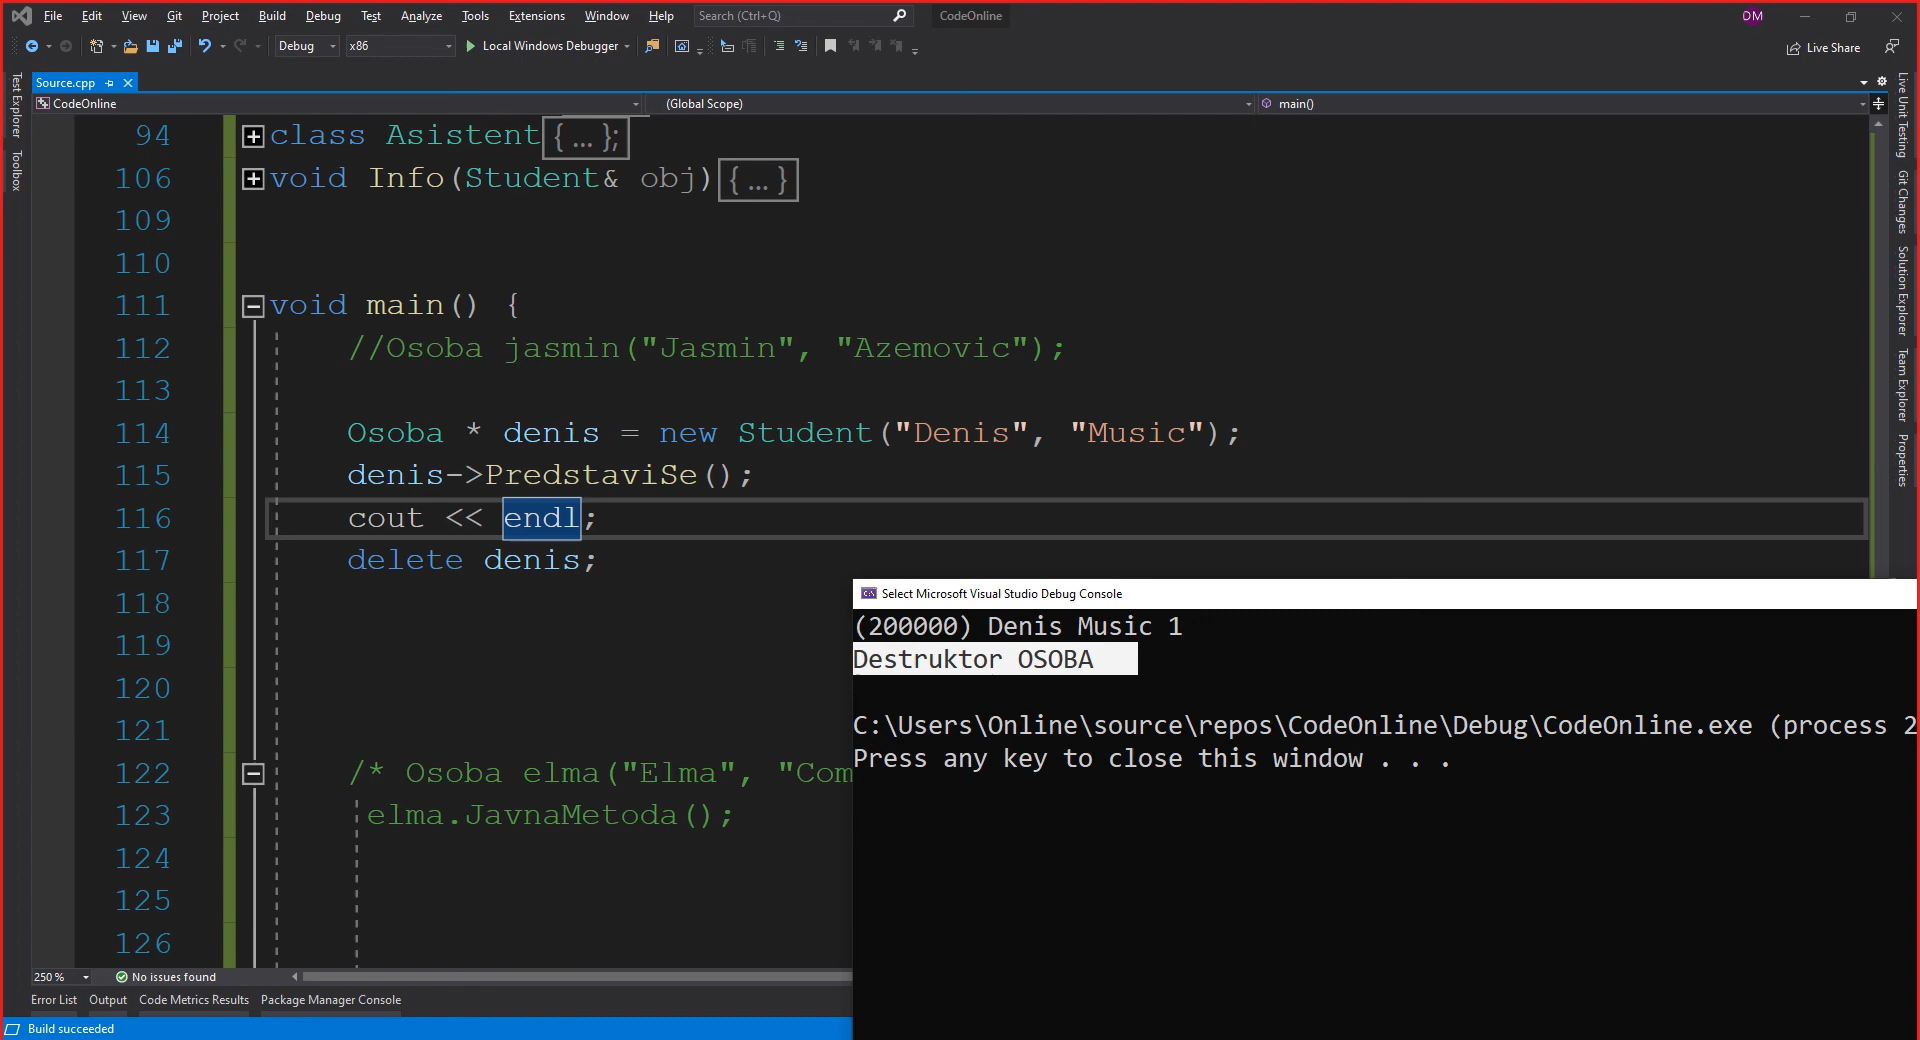 File Edit View Git Project Build Debug Test Analyze Tools Extensions Window Help Search (Ctrl+Q) CodeOnline DM
Debug x86 Local Windows Debugger Live Share
Source.cpp
CodeOnline (Global Scope) main()
Test Explorer
Toolbox
94 class Asistent{ ... };
106 void Info(Student& obj){ ... }
109
110
111 void main() {
112 //Osoba jasmin("Jasmin", "Azemovic");
113
114 Osoba * denis = new Student("Denis", "Music");
115 denis->PredstaviSe();
116 cout << endl;
117 delete denis;
118
119
120
121
122 /* Osoba elma("Elma", "Com
123 elma.JavnaMetoda();
124
125
126
Live Unit Testing
Git Changes
Solution Explorer
Team Explorer
Properties
Select Microsoft Visual Studio Debug Console
(200000) Denis Music 1
Destruktor OSOBA
C:\Users\Online\source\repos\CodeOnline\Debug\CodeOnline.exe (process 2
Press any key to close this window . . .
250 % No issues found
Error List Output Code Metrics Results Package Manager Console
Build succeeded